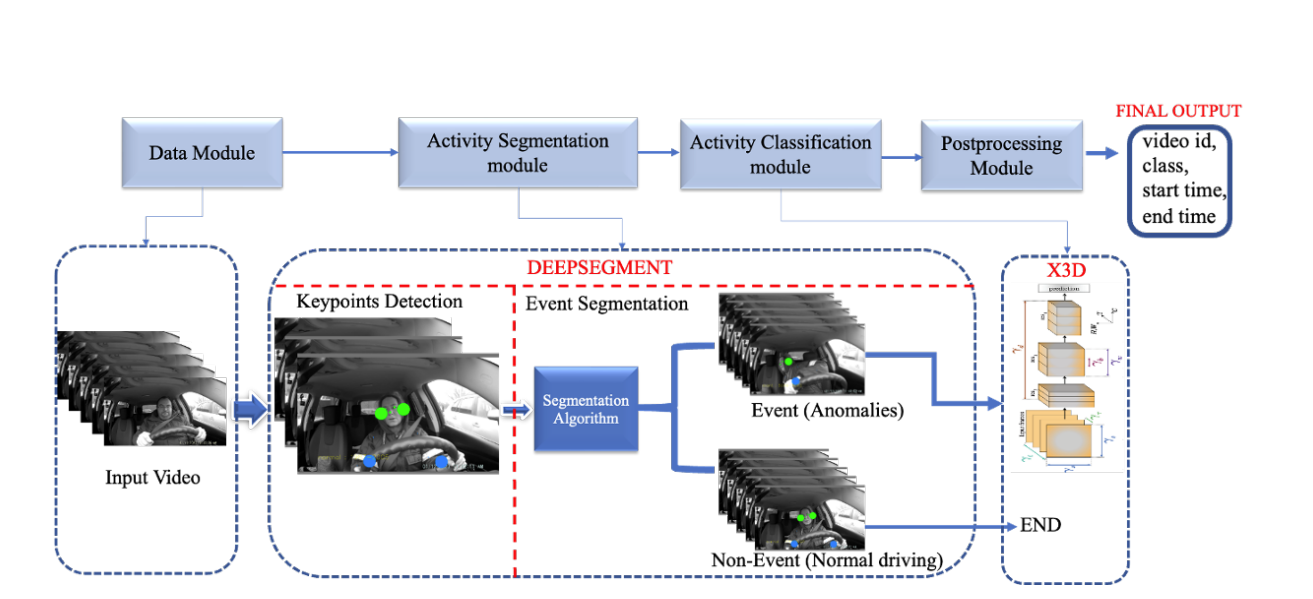 FINAL OUTPUT
Data Module
Activity Segmentation
module
Activity Classification
module
Postprocessing
Module
video id,
class,
start time,
end time
DEEPSEGMENT
X3D
Keypoints Detection
Event Segmentation
prediction
Segmentation
Algorithm
Event (Anomalies)
Input Video
END
Non-Event (Normal driving)